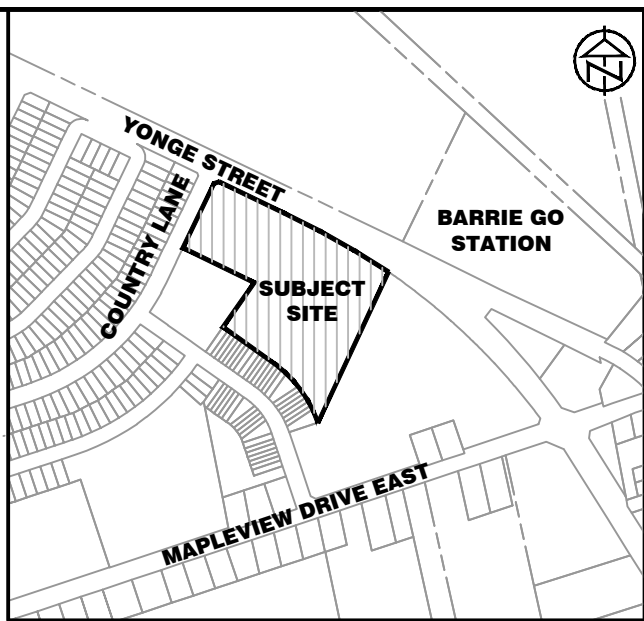 N
YONGE STREET
COUNTRY LANE
BARRIE GO
STATION
SUBJECT
SITE
MAPLEVIEW DRIVE EAST